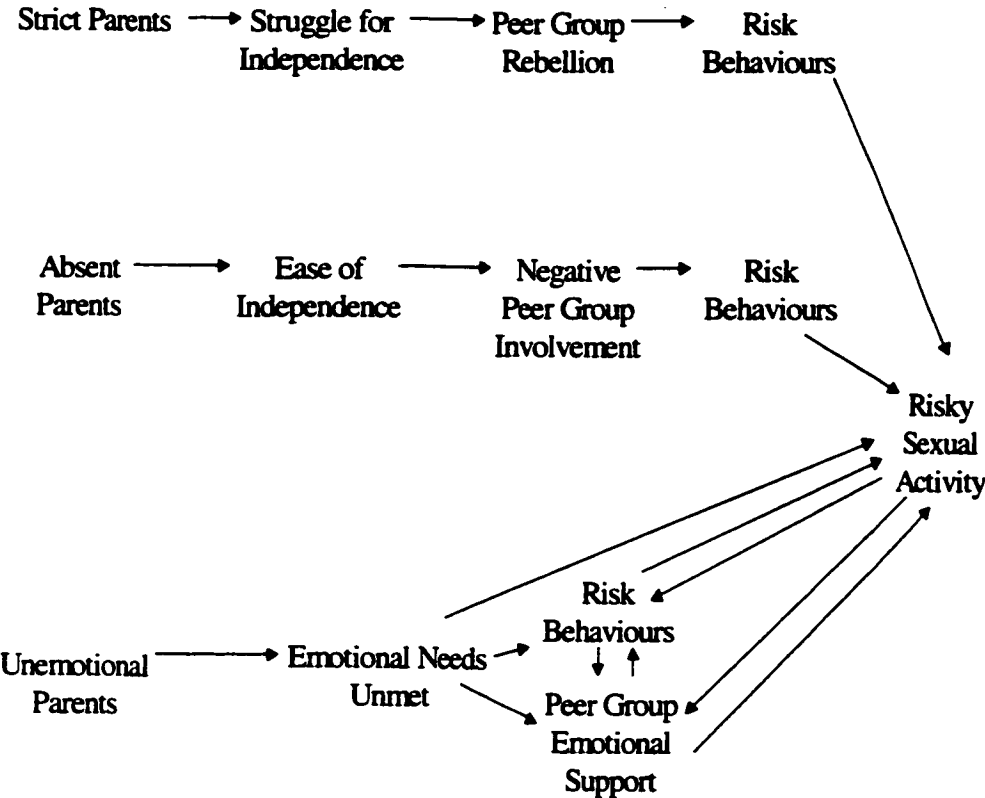 Strict Parents
Struggle for
Independence
Peer Group
Rebellion
Risk
Behaviours
Absent
Parents
Ease of
Independence
Negative
Peer Group
Involvement
Risk
Behaviours
Risky
Sexual
Activity
Unemotional
Parents
Emotional Needs
Unmet
Risk
Behaviours
Peer Group
Emotional
Support